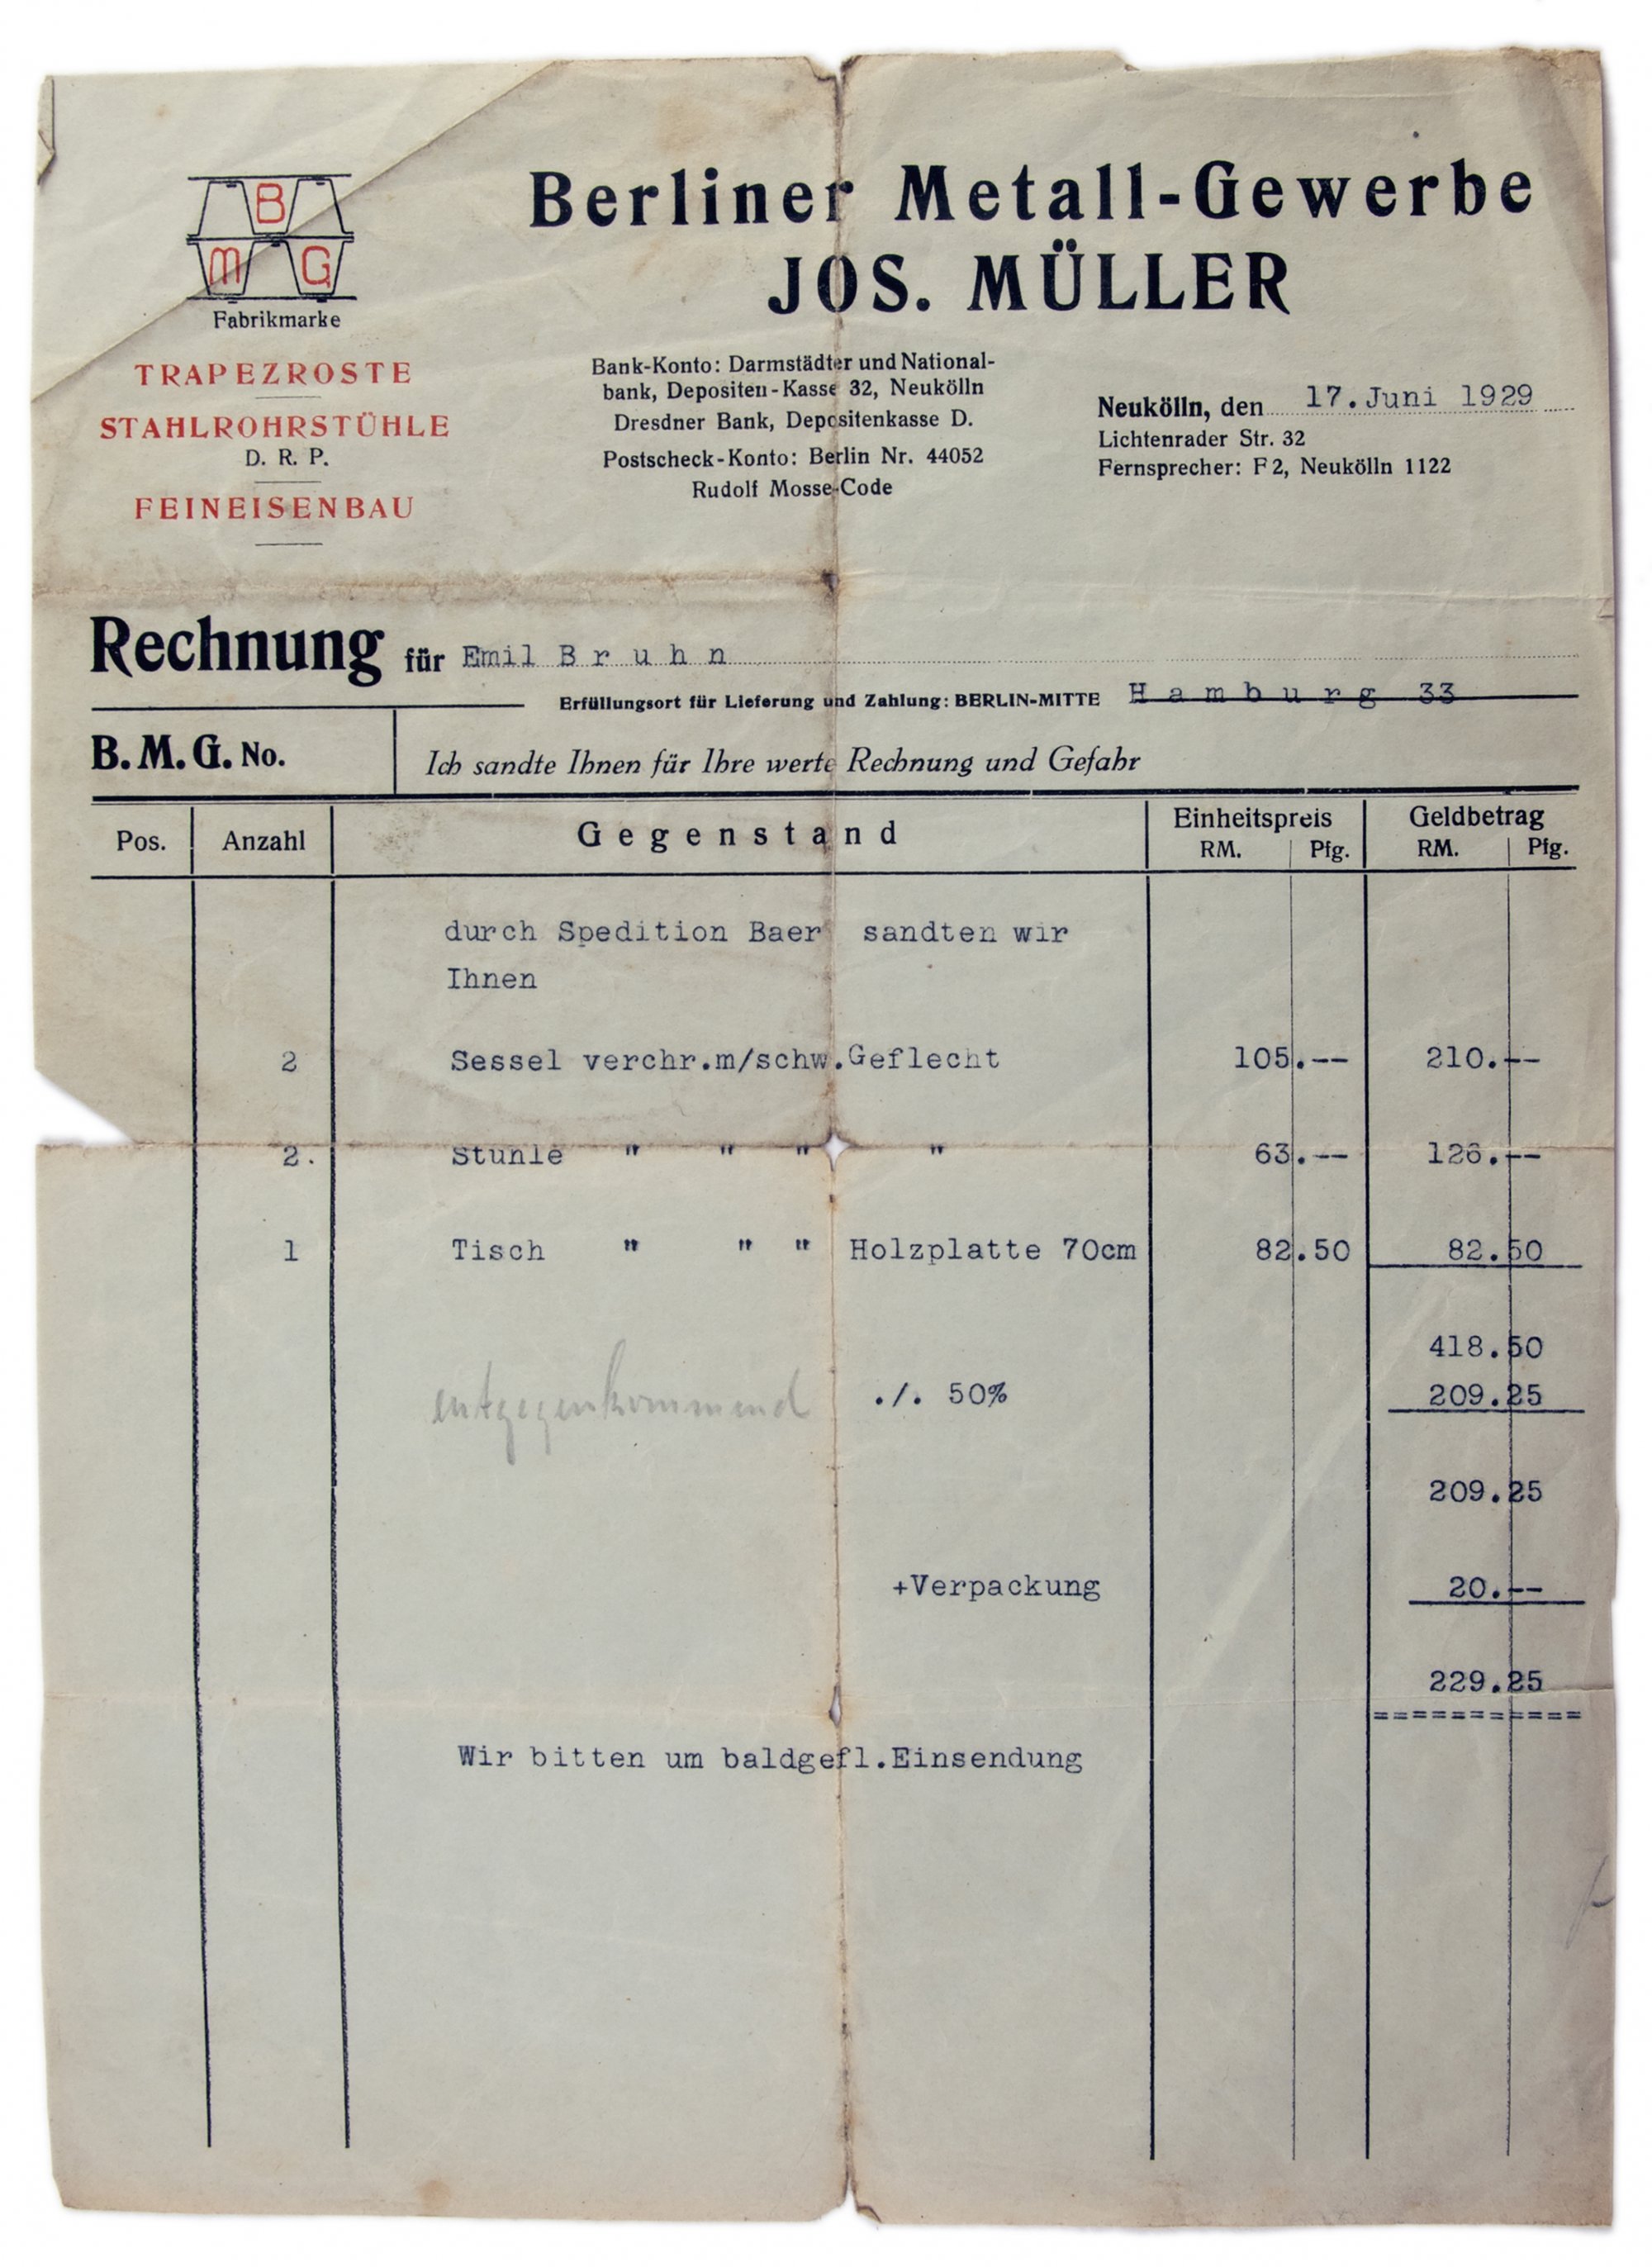 B
M G
Fabrikmarke
TRAPEZROSTE
STAHLROHRSTÜHLE
D. R. P.
FEINEISENBAU
Berliner Metall-Gewerbe
JOS. MÜLLER
Bank-Konto: Darmstädter und National-
bank, Depositen-Kasse 32, Neukölln
Dresdner Bank, Depositenkasse D.
Postscheck-Konto: Berlin Nr. 44052
Rudolf Mosse-Code
Neukölln, den 17.Juni 1929
Lichtenrader Str. 32
Fernsprecher: F 2, Neukölln 1122
Rechnung für Emil Bruhn
Erfüllungsort für Lieferung und Zahlung: BERLIN-MITTE Hamburg 33
B. M. G. No. Ich sandte Ihnen für Ihre werte Rechnung und Gefahr
Pos. Anzahl Gegenstand Einheitspreis Geldbetrag
RM. Pfg. RM. Pfg.
durch Spedition Baer sandten wir
Ihnen
2 Sessel verchr.m/schw.Geflecht 105.-- 210.--
2. Stühle " " " " 63.-- 126.--
1 Tisch " " " Holzplatte 70cm 82.50 82.50
418.50
entgegenkommend ./. 50% 209.25
209.25
+Verpackung 20.--
229.25
===========
Wir bitten um baldgefl.Einsendung